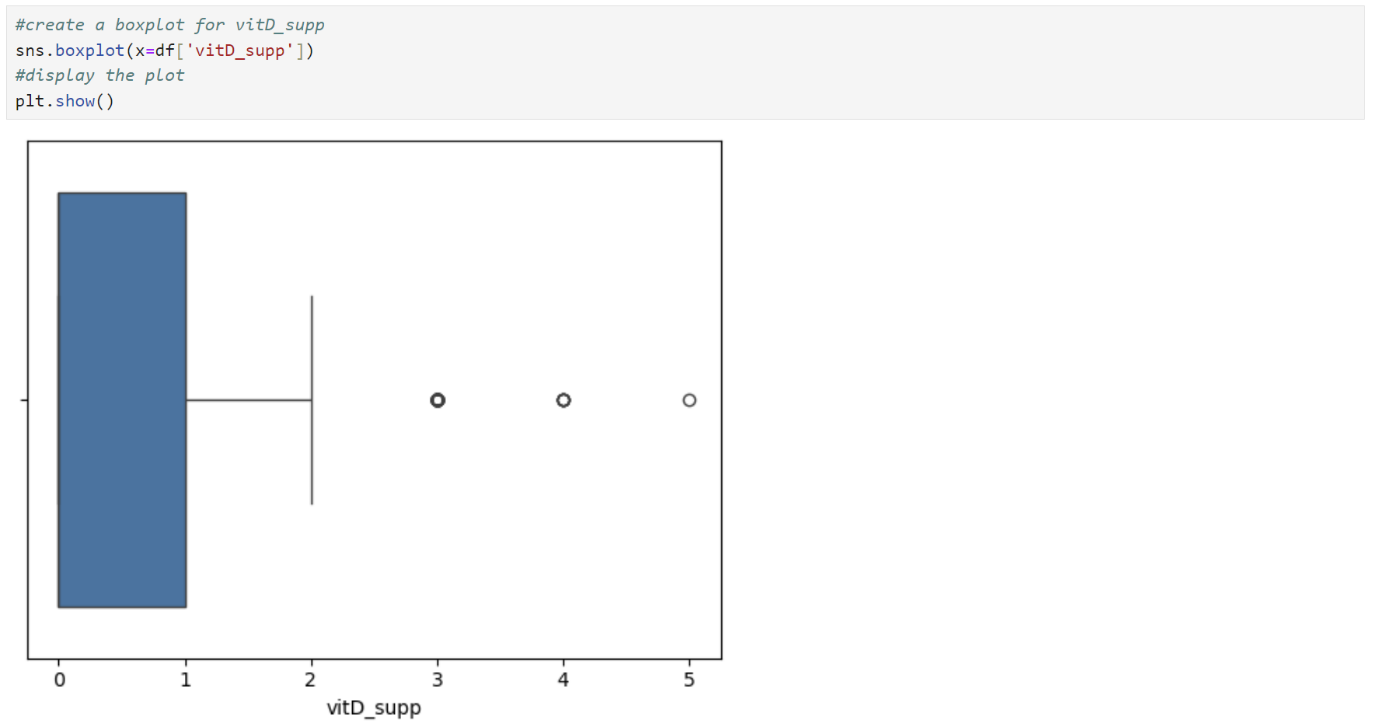 #create a boxplot for vitD_supp
sns.boxplot(x=df['vitD_supp'])
#display the plot
plt.show()
0 1 2 3 4 5
vitD_supp